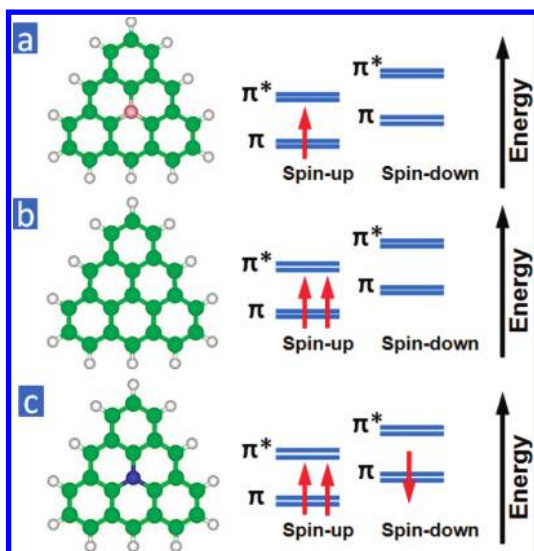 a
π*
π*
π
π
Spin-up
Spin-down
Energy
b
π*
π*
π
π
Spin-up
Spin-down
Energy
c
π*
π*
π
π
Spin-up
Spin-down
Energy